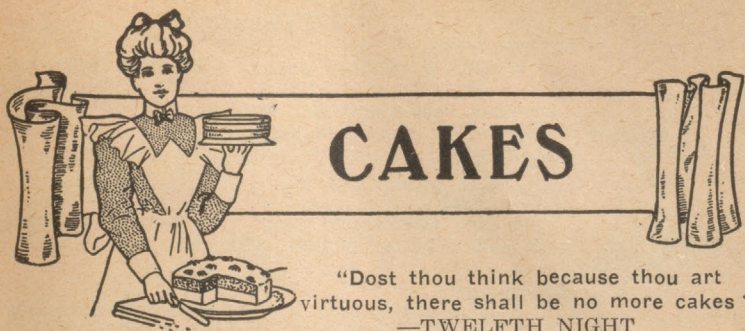 CAKES
“Dost thou think because thou art
virtuous, there shall be no more cakes?
—TWELFTH NIGHT